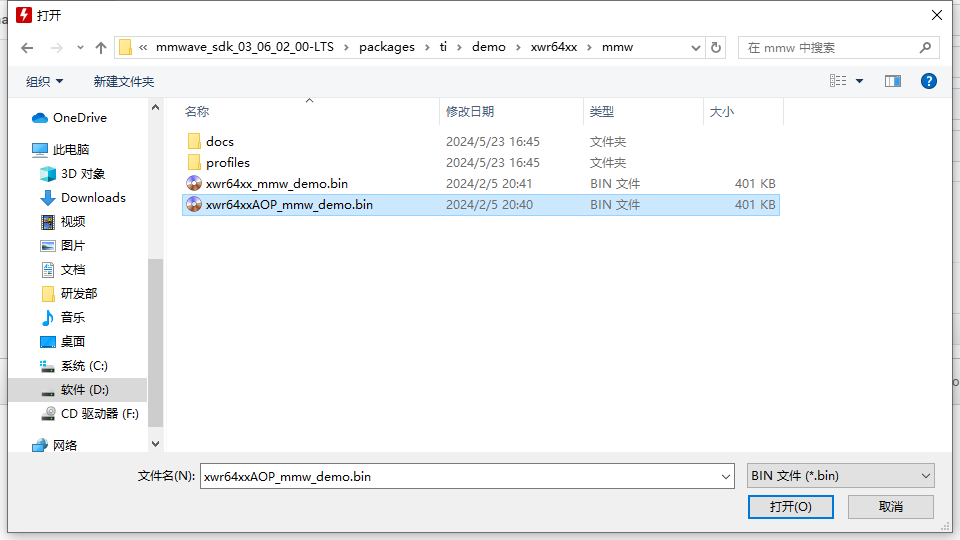 打开
« mmwave_sdk_03_06_02_00-LTS > packages > ti > demo > xwr64xx > mmw
在 mmw 中搜索
组织 新建文件夹
名称 修改日期 类型 大小
OneDrive
此电脑
3D 对象
Downloads
视频
图片
文档
研发部
音乐
桌面
系统 (C:)
软件 (D:)
CD 驱动器 (F:)
网络
docs 2024/5/23 16:45 文件夹
profiles 2024/5/23 16:45 文件夹
xwr64xx_mmw_demo.bin 2024/2/5 20:41 BIN 文件 401 KB
xwr64xxAOP_mmw_demo.bin 2024/2/5 20:40 BIN 文件 401 KB
文件名(N): xwr64xxAOP_mmw_demo.bin BIN 文件 (*.bin)
打开(O) 取消